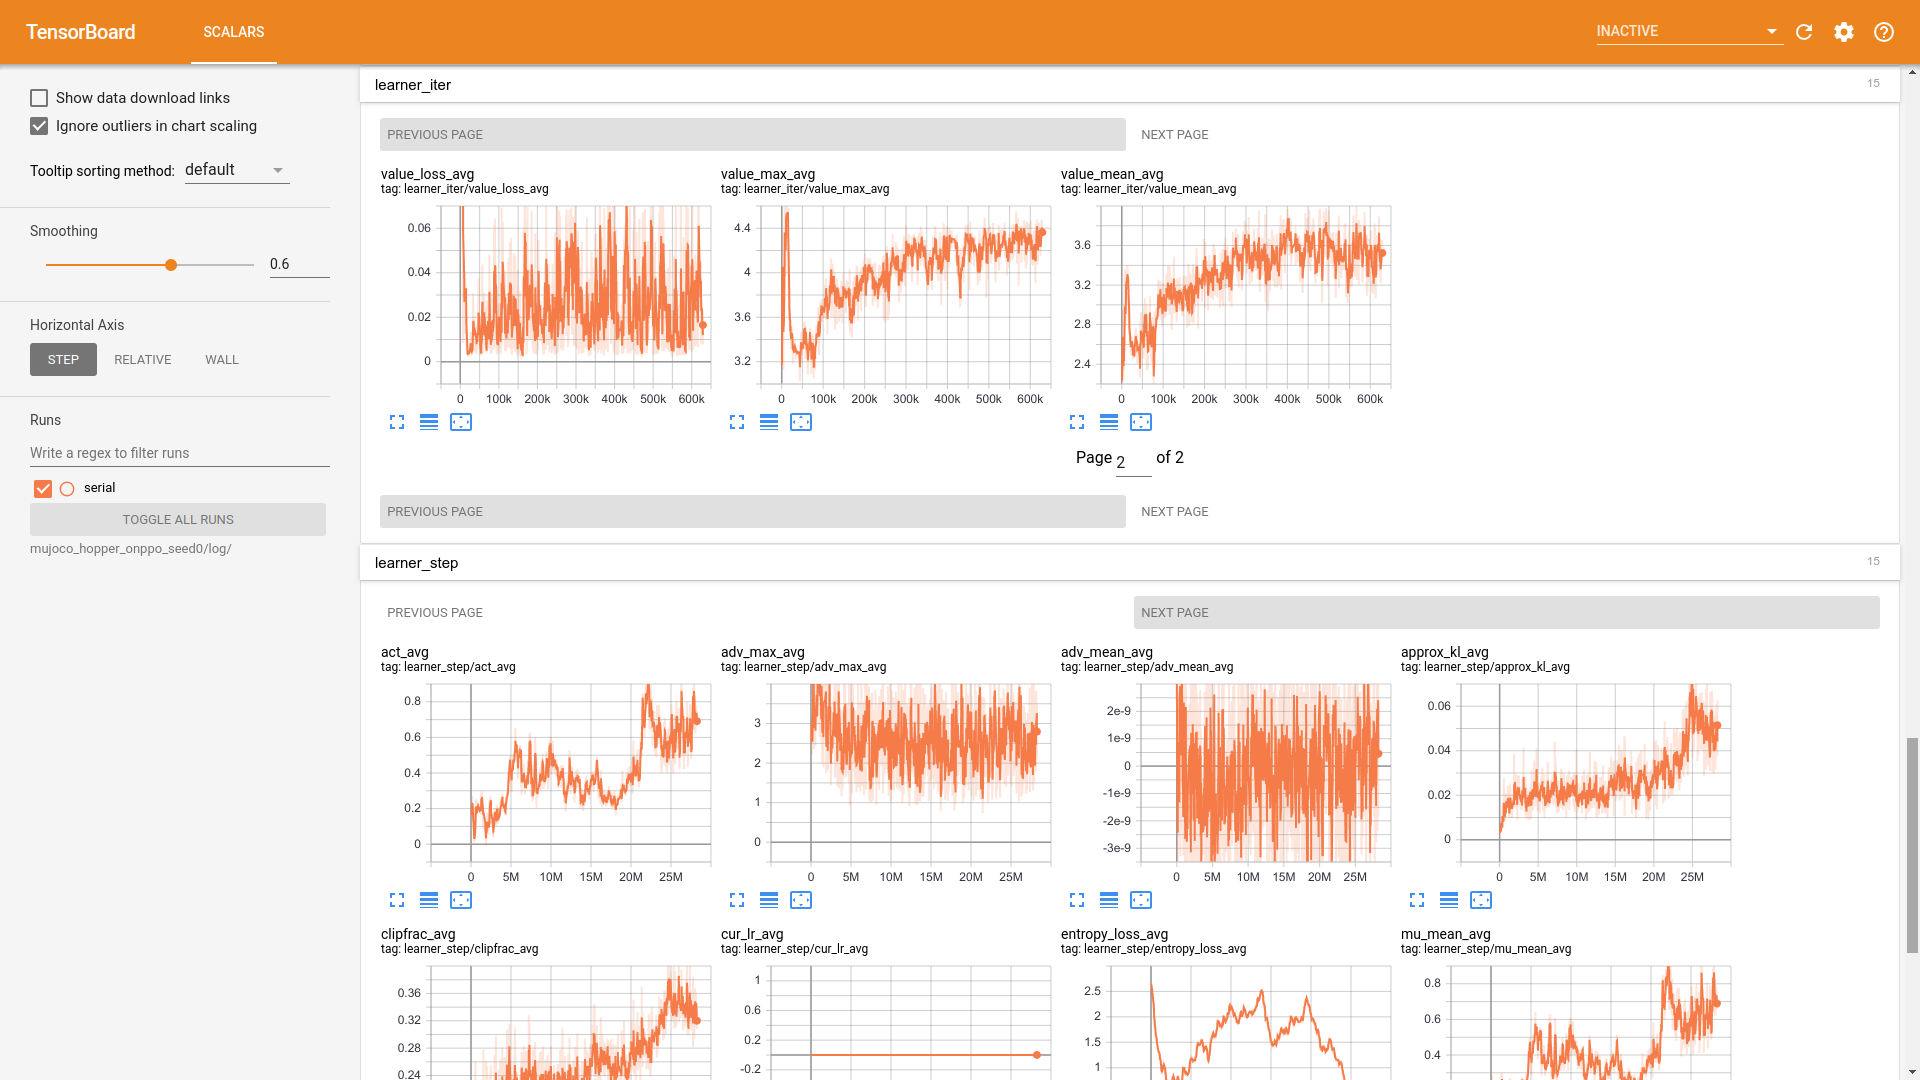 TensorBoard
SCALARS
INACTIVE
Show data download links
Ignore outliers in chart scaling
Tooltip sorting method: default
Smoothing
0.6
Horizontal Axis
STEP RELATIVE WALL
Runs
Write a regex to filter runs
serial
TOGGLE ALL RUNS
mujoco_hopper_onppo_seed0/log/
learner_iter 15
PREVIOUS PAGE NEXT PAGE
value_loss_avg
tag: learner_iter/value_loss_avg
0.06
0.04
0.02
0
0 100k 200k 300k 400k 500k 600k
value_max_avg
tag: learner_iter/value_max_avg
4.4
4
3.6
3.2
0 100k 200k 300k 400k 500k 600k
value_mean_avg
tag: learner_iter/value_mean_avg
3.6
3.2
2.8
2.4
0 100k 200k 300k 400k 500k 600k
Page 2 of 2
PREVIOUS PAGE NEXT PAGE
learner_step 15
PREVIOUS PAGE NEXT PAGE
act_avg
tag: learner_step/act_avg
0.8
0.6
0.4
0.2
0
0 5M 10M 15M 20M 25M
adv_max_avg
tag: learner_step/adv_max_avg
3
2
1
0
0 5M 10M 15M 20M 25M
adv_mean_avg
tag: learner_step/adv_mean_avg
2e-9
1e-9
0
-1e-9
-2e-9
-3e-9
0 5M 10M 15M 20M 25M
approx_kl_avg
tag: learner_step/approx_kl_avg
0.06
0.04
0.02
0
0 5M 10M 15M 20M 25M
clipfrac_avg
tag: learner_step/clipfrac_avg
0.36
0.32
0.28
0.24
cur_lr_avg
tag: learner_step/cur_lr_avg
1
0.6
0.2
-0.2
entropy_loss_avg
tag: learner_step/entropy_loss_avg
2.5
2
1.5
1
mu_mean_avg
tag: learner_step/mu_mean_avg
0.8
0.6
0.4